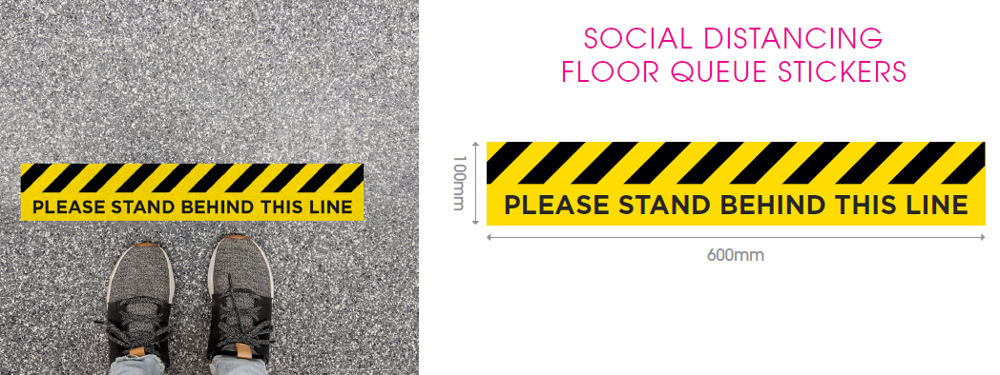 PLEASE STAND BEHIND THIS LINE
SOCIAL DISTANCING
FLOOR QUEUE STICKERS
100mm
PLEASE STAND BEHIND THIS LINE
600mm